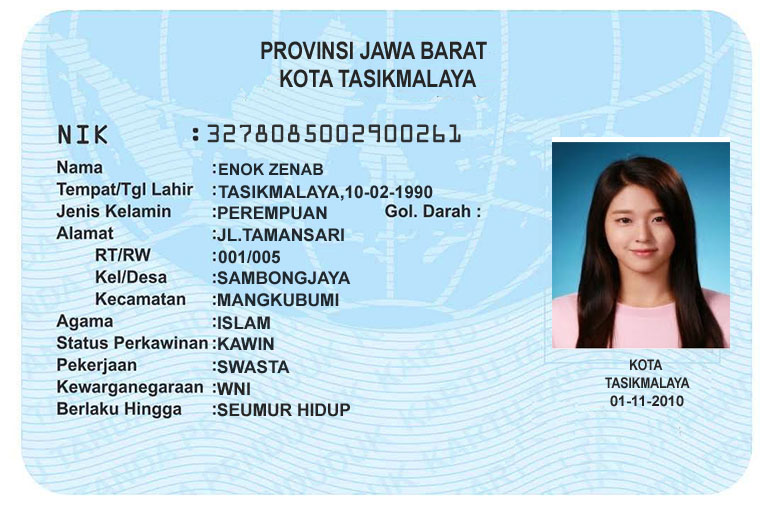 PROVINSI JAWA BARAT
KOTA TASIKMALAYA
NIK :3278085002900261
Nama :ENOK ZENAB
Tempat/Tgl Lahir :TASIKMALAYA,10-02-1990
Jenis Kelamin :PEREMPUAN Gol. Darah :
Alamat :JL.TAMANSARI
RT/RW :001/005
Kel/Desa :SAMBONGJAYA
Kecamatan :MANGKUBUMI
Agama :ISLAM
Status Perkawinan :KAWIN
Pekerjaan :SWASTA
Kewarganegaraan :WNI
Berlaku Hingga :SEUMUR HIDUP
KOTA
TASIKMALAYA
01-11-2010